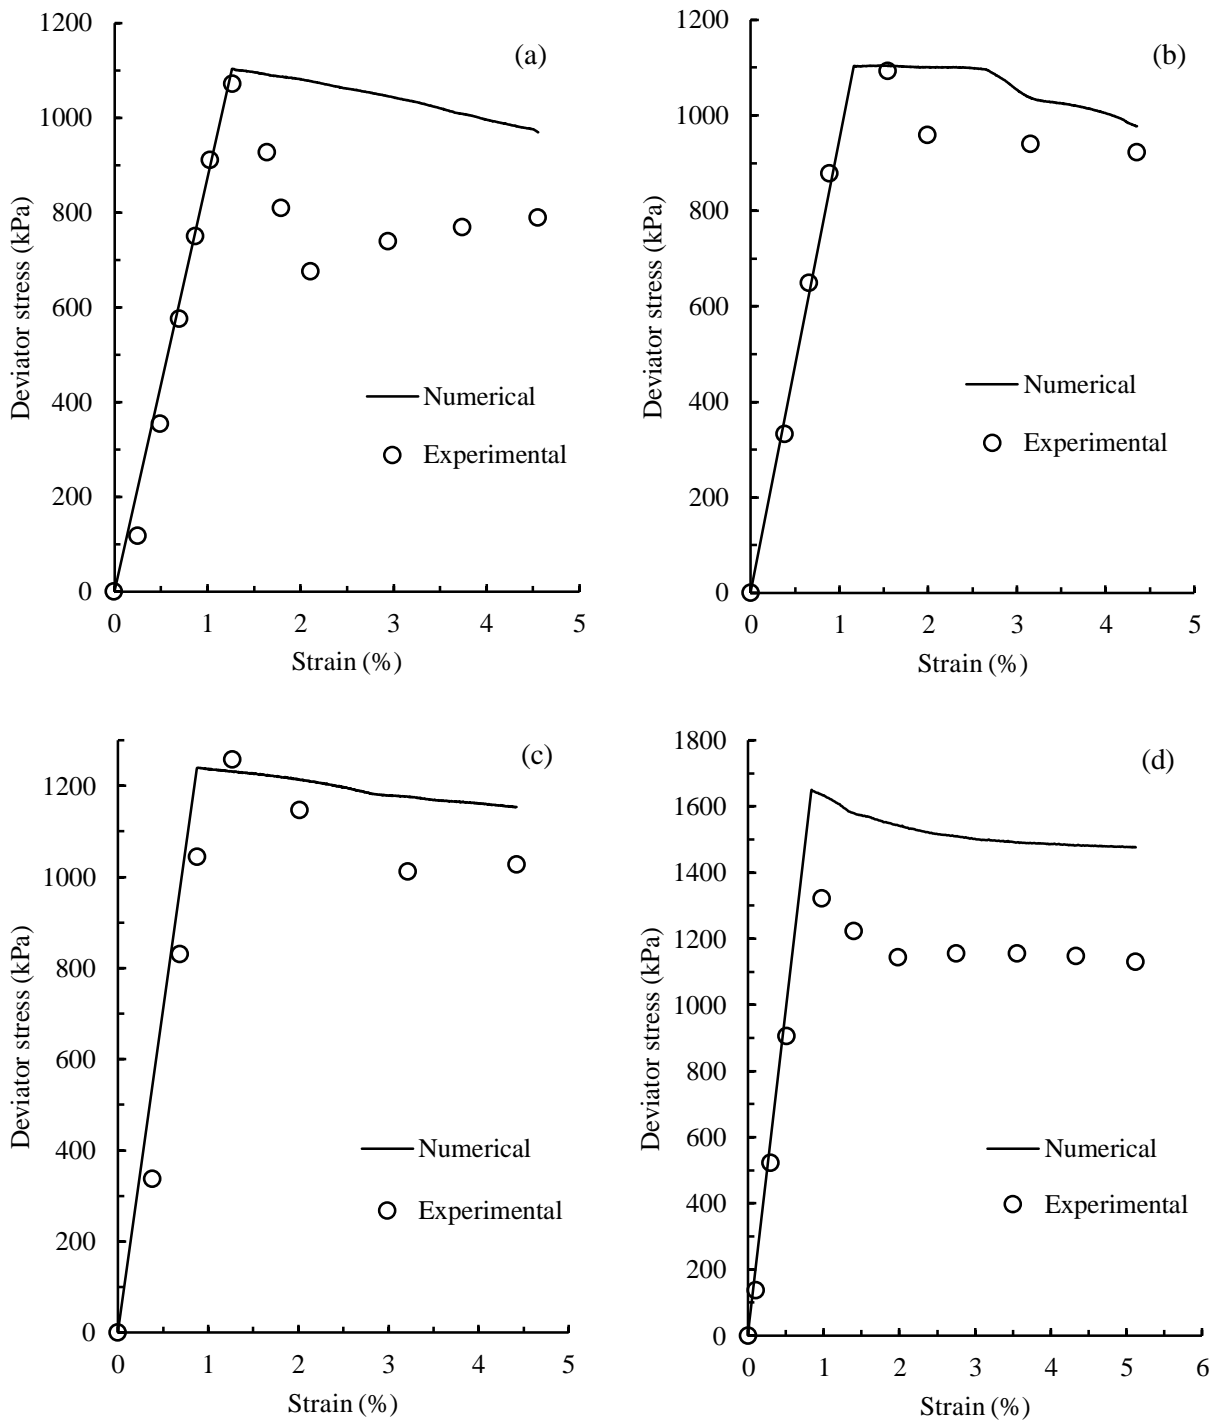 1200
1000
800
600
400
200
0
0 1 2 3 4 5
Deviator stress (kPa)
Strain (%)
(a)
Numerical
Experimental
1200
1000
800
600
400
200
0
0 1 2 3 4 5
Deviator stress (kPa)
Strain (%)
(b)
Numerical
Experimental
1200
1000
800
600
400
200
0
0 1 2 3 4 5
Deviator stress (kPa)
Strain (%)
(c)
Numerical
Experimental
1800
1600
1400
1200
1000
800
600
400
200
0
0 1 2 3 4 5 6
Deviator stress (kPa)
Strain (%)
(d)
Numerical
Experimental